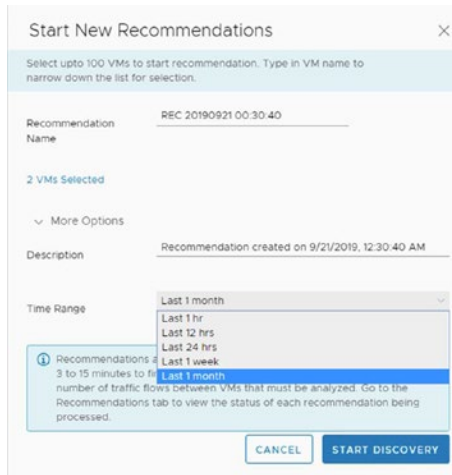 Start New Recommendations
Select upto 100 VMs to start recommendation. Type in VM name to
narrow down the list for selection.
Recommendation
Name
REC 20190921 00:30:40
2 VMs Selected
More Options
Description
Recommendation created on 9/21/2019, 12:30:40 AM
Time Range
Last 1 month
Last 1 hr
Last 12 hrs
Last 24 hrs
Last 1 week
Last 1 month
Recommendations
3 to 15 minutes to
number of traffic flows between VMs that must be analyzed. Go to the
Recommendations tab to view the status of each recommendation being
processed.
CANCEL
START DISCOVERY